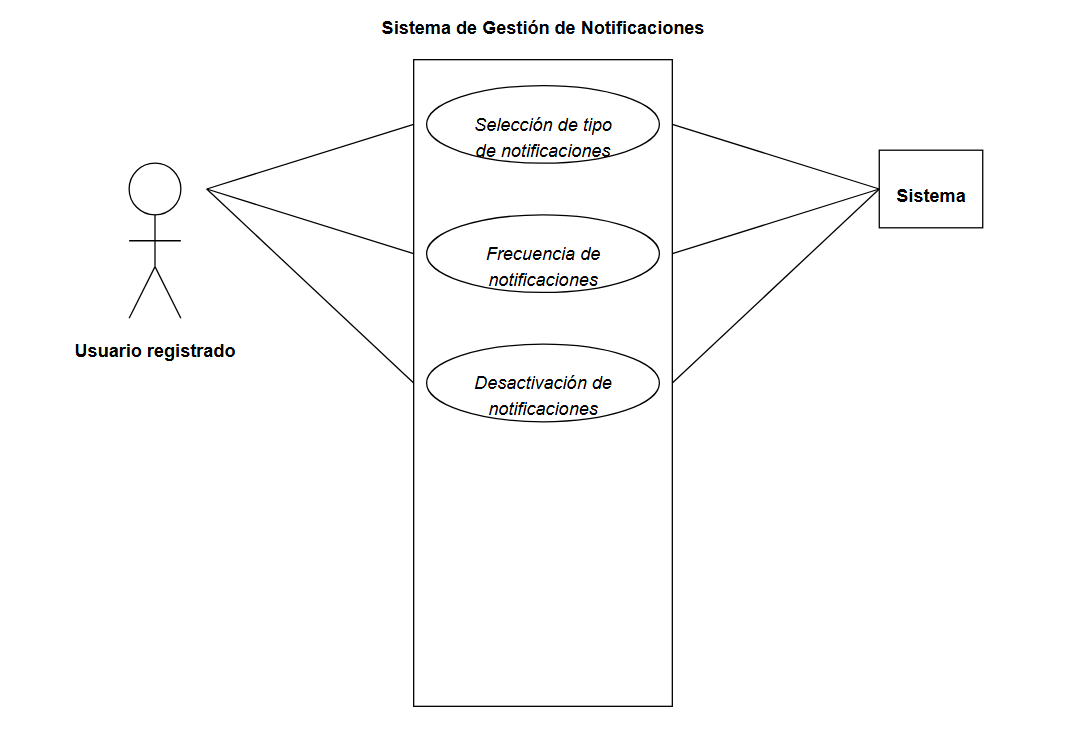 Sistema de Gestión de Notificaciones
Selección de tipo
de notificaciones
Sistema
Frecuencia de
notificaciones
Usuario registrado
Desactivación de
notificaciones